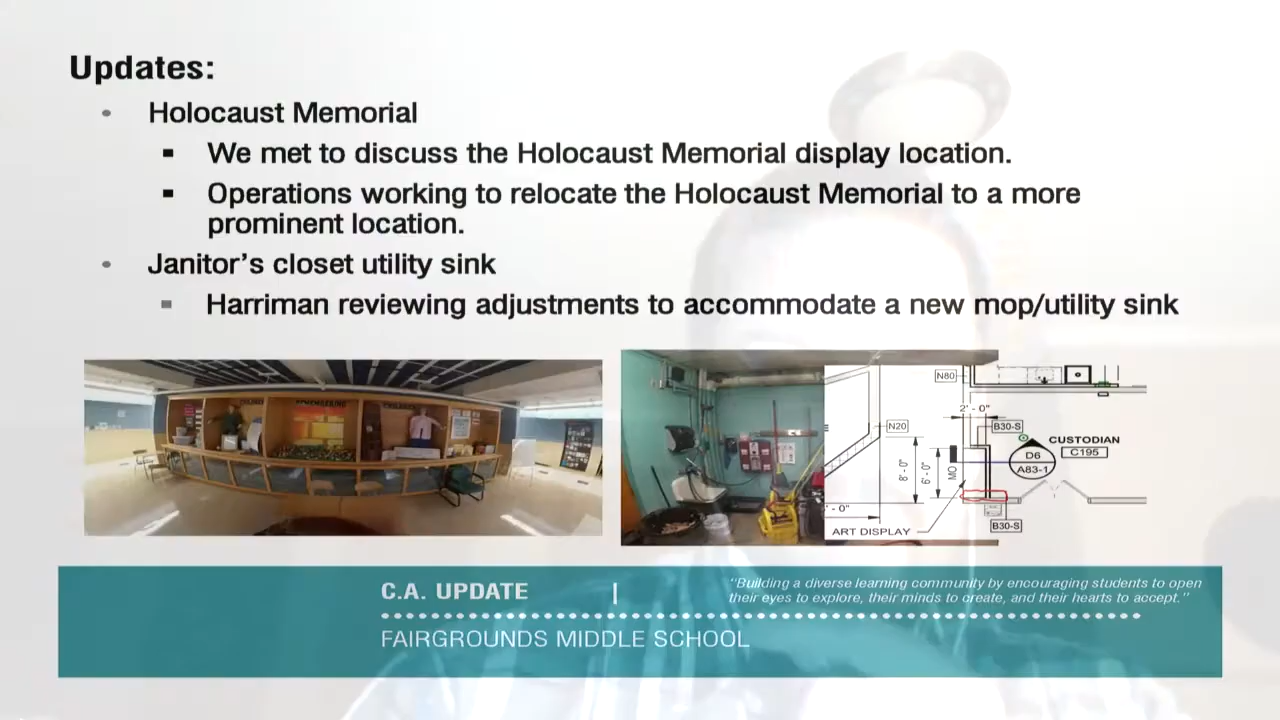 Updates:
• Holocaust Memorial
▪ We met to discuss the Holocaust Memorial display location.
▪ Operations working to relocate the Holocaust Memorial to a more
prominent location.
• Janitor's closet utility sink
▪ Harriman reviewing adjustments to accommodate a new mop/utility sink
REMEMBERING
N80
2' - 0"
N20
B30-S
CUSTODIAN
C195
D6
A83-1
8' - 0"
6' - 0"
MO
' - 0"
ART DISPLAY
B30-S
C.A. UPDATE |
"Building a diverse learning community by encouraging students to open
their eyes to explore, their minds to create, and their hearts to accept."
FAIRGROUNDS MIDDLE SCHOOL